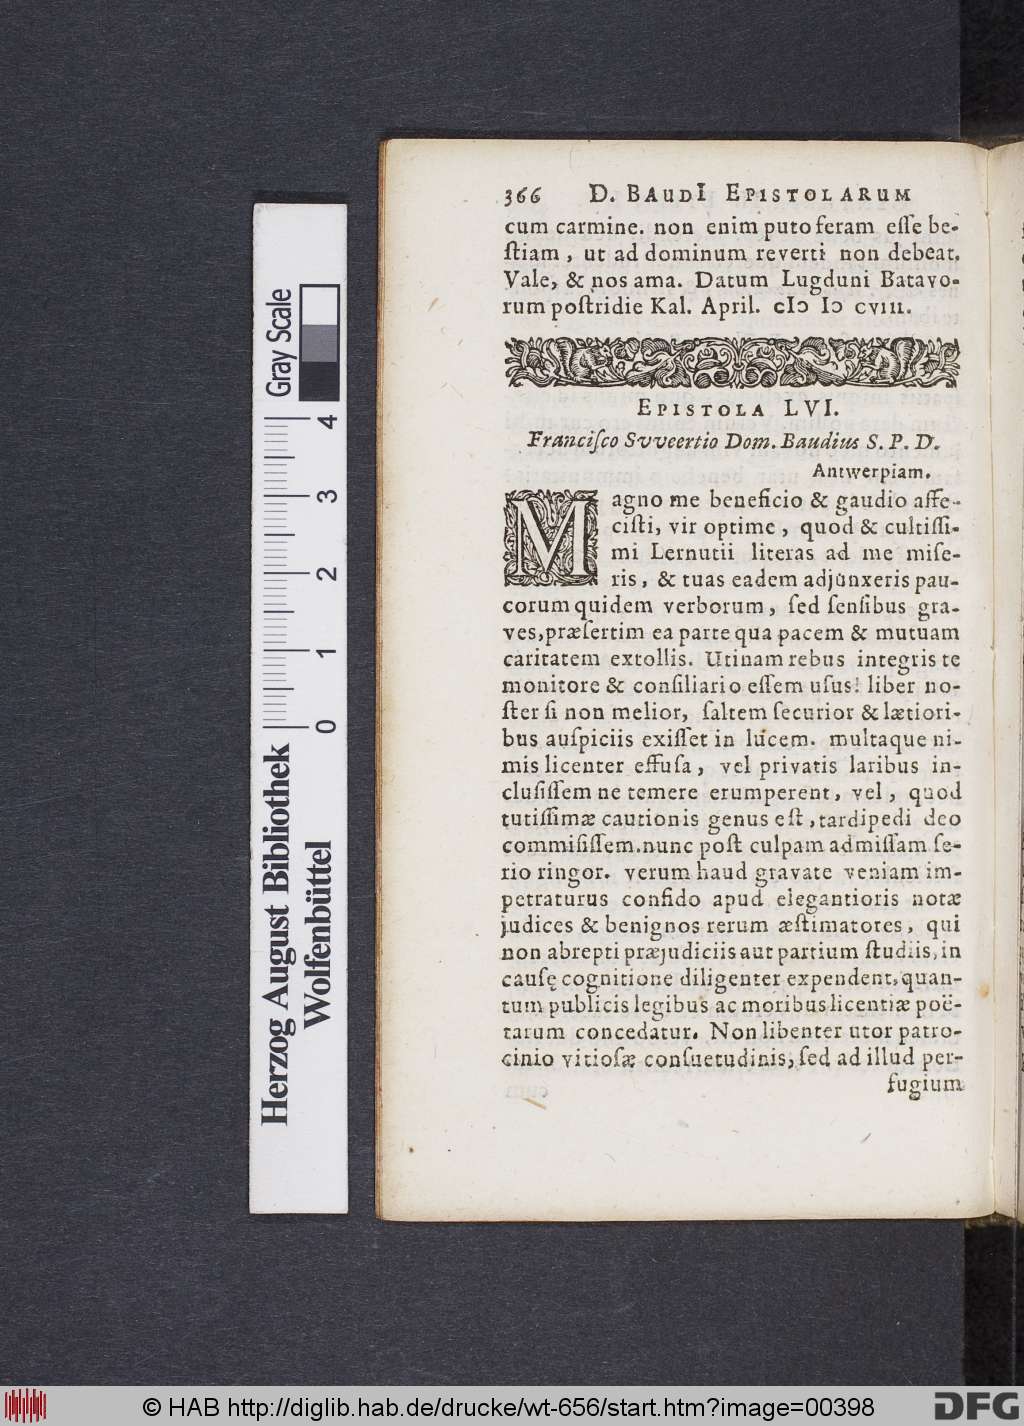 366 D. BAUDI EPISTOLARUM
cum carmine. non enim puto feram eſſe be-
ſtiam, ut ad dominum reverti non debeat.
Vale, & nos ama. Datum Lugduni Batavo-
rum poſtridie Kal. April. cIↄ Iↄ cviii.
EPISTOLA LVI.
Franciſco Svveertio Dom. Baudius S. P. D.
Antwerpiam.
Magno me beneficio & gaudio affe-
ciſti, vir optime, quod & cultiſſi-
mi Lernutii literas ad me miſe-
ris, & tuas eadem adjunxeris pau-
corum quidem verborum, ſed ſenſibus gra-
ves, præſertim ea parte qua pacem & mutuam
caritatem extollis. Utinam rebus integris te
monitore & conſiliario eſſem uſus! liber no-
ſter ſi non melior, ſaltem ſecurior & lætiori-
bus auſpiciis exiſſet in lucem. multaque ni-
mis licenter effuſa, vel privatis laribus in-
cluſiſſem ne temere erumperent, vel, quod
tutiſſimæ cautionis genus eſt, tardipedi deo
commiſiſſem. nunc poſt culpam admiſſam ſe-
rio ringor. verum haud gravate veniam im-
petraturus confido apud elegantioris notæ
judices & benignos rerum æſtimatores, qui
non abrepti præjudiciis aut partium ſtudiis, in
cauſę cognitione diligenter expendent, quan-
tum publicis legibus ac moribus licentiæ poë-
tarum concedatur. Non libenter utor patro-
cinio vitioſæ conſuetudinis, ſed ad illud per-
fugium
Gray Scale
4
3
2
1
0
Herzog August Bibliothek
Wolfenbüttel
© HAB http://diglib.hab.de/drucke/wt-656/start.htm?image=00398
DFG